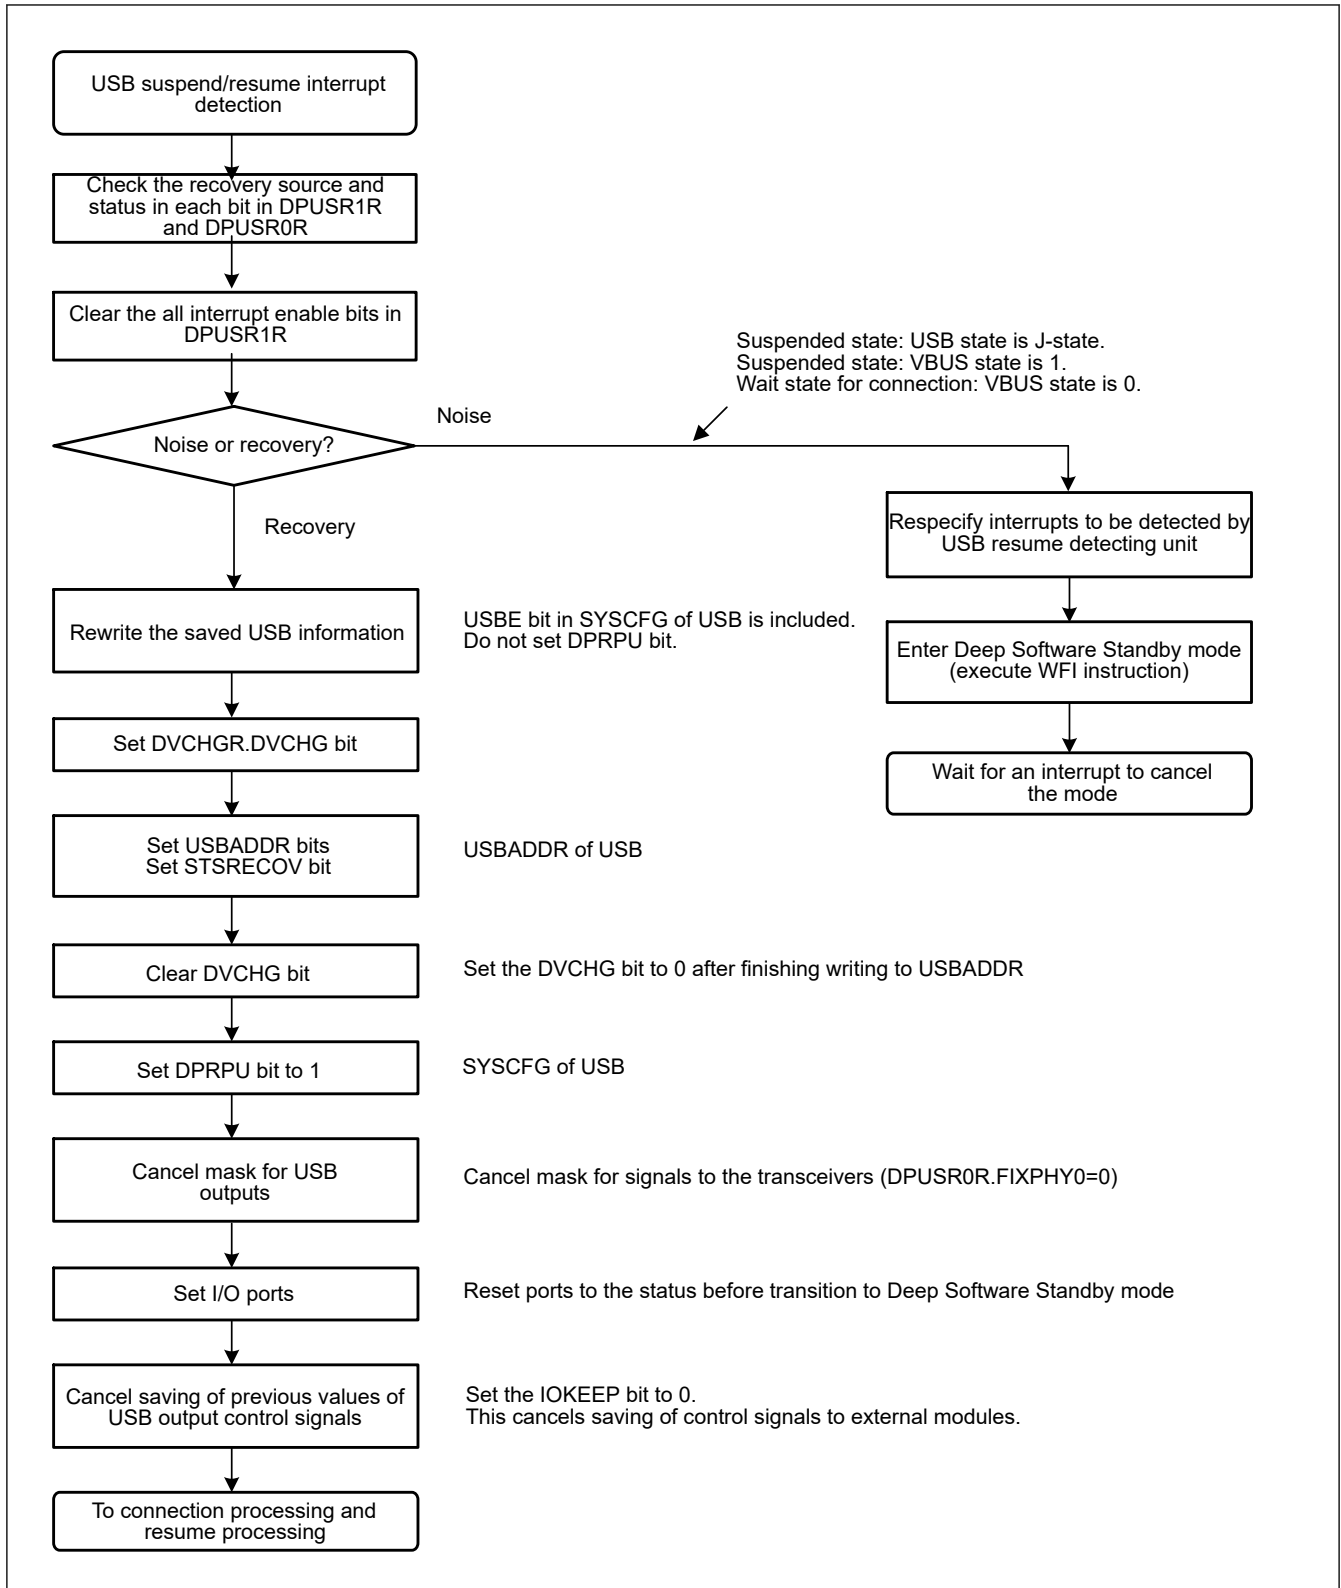 USB suspend/resume interrupt
detection
Check the recovery source and
status in each bit in DPUSR1R
and DPUSR0R
Clear the all interrupt enable bits in
DPUSR1R
Suspended state: USB state is J-state.
Suspended state: VBUS state is 1.
Wait state for connection: VBUS state is 0.
Noise
Noise or recovery?
Recovery
Respecify interrupts to be detected by
USB resume detecting unit
Enter Deep Software Standby mode
(execute WFI instruction)
Wait for an interrupt to cancel
the mode
Rewrite the saved USB information
USBE bit in SYSCFG of USB is included.
Do not set DPRPU bit.
Set DVCHGR.DVCHG bit
Set USBADDR bits
Set STSRECOV bit
USBADDR of USB
Clear DVCHG bit
Set the DVCHG bit to 0 after finishing writing to USBADDR
Set DPRPU bit to 1
SYSCFG of USB
Cancel mask for USB
outputs
Cancel mask for signals to the transceivers (DPUSR0R.FIXPHY0=0)
Set I/O ports
Reset ports to the status before transition to Deep Software Standby mode
Cancel saving of previous values of
USB output control signals
Set the IOKEEP bit to 0.
This cancels saving of control signals to external modules.
To connection processing and
resume processing